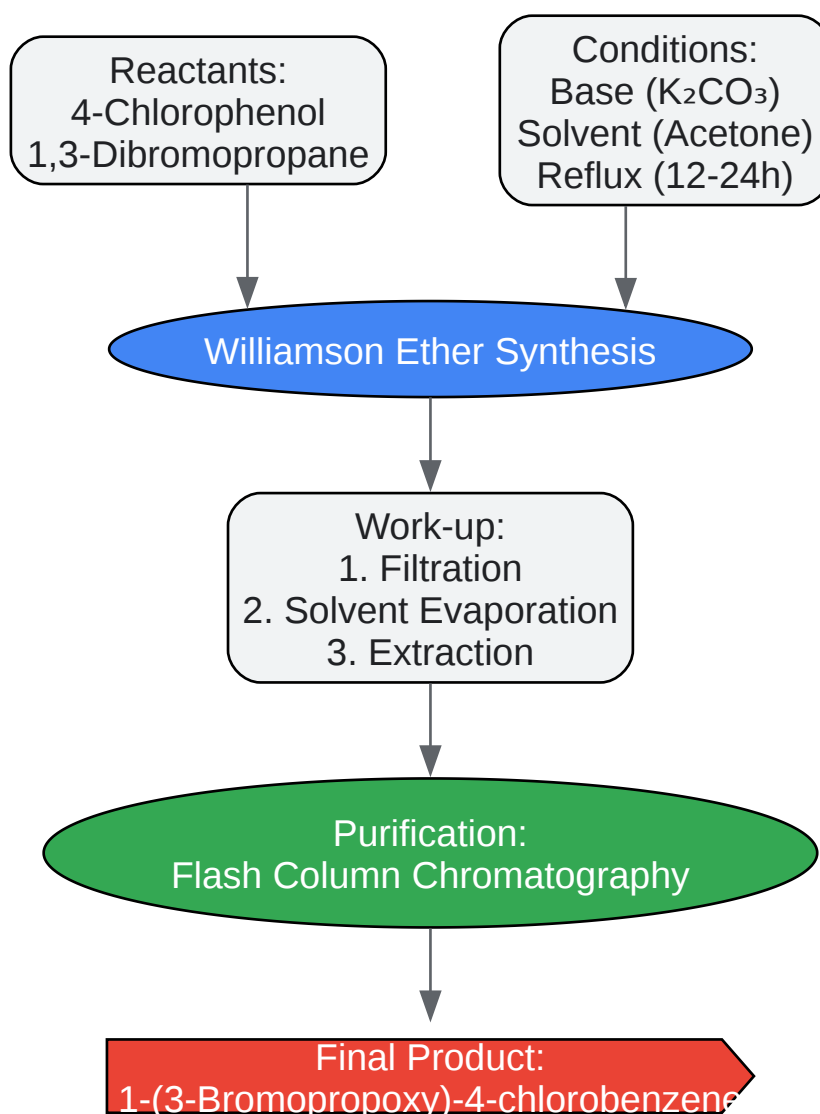 Reactants:
4-Chlorophenol
1,3-Dibromopropane
Conditions:
Base (K₂CO₃)
Solvent (Acetone)
Reflux (12-24h)
Williamson Ether Synthesis
Work-up:
1. Filtration
2. Solvent Evaporation
3. Extraction
Purification:
Flash Column Chromatography
Final Product:
1-(3-Bromopropoxy)-4-chlorobenzene